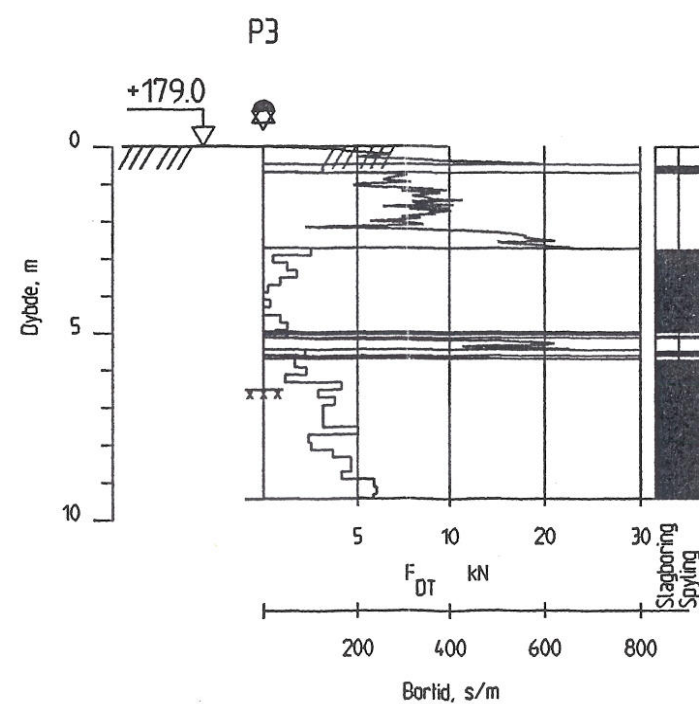 P3
+179.0
0
5
10
Dybde, m
x x x
5 10 20 30
F DT kN
Slagboring
Spyling
200 400 600 800
Bortid, s/m